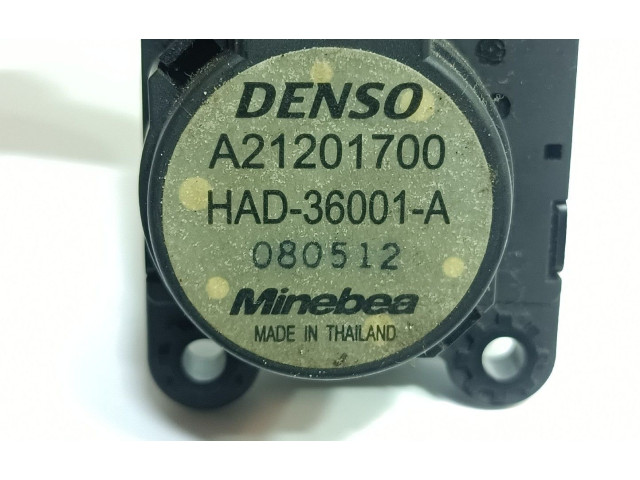 DENSO
A21201700
HAD-36001-A
080512
Minebea
MADE IN THAILAND